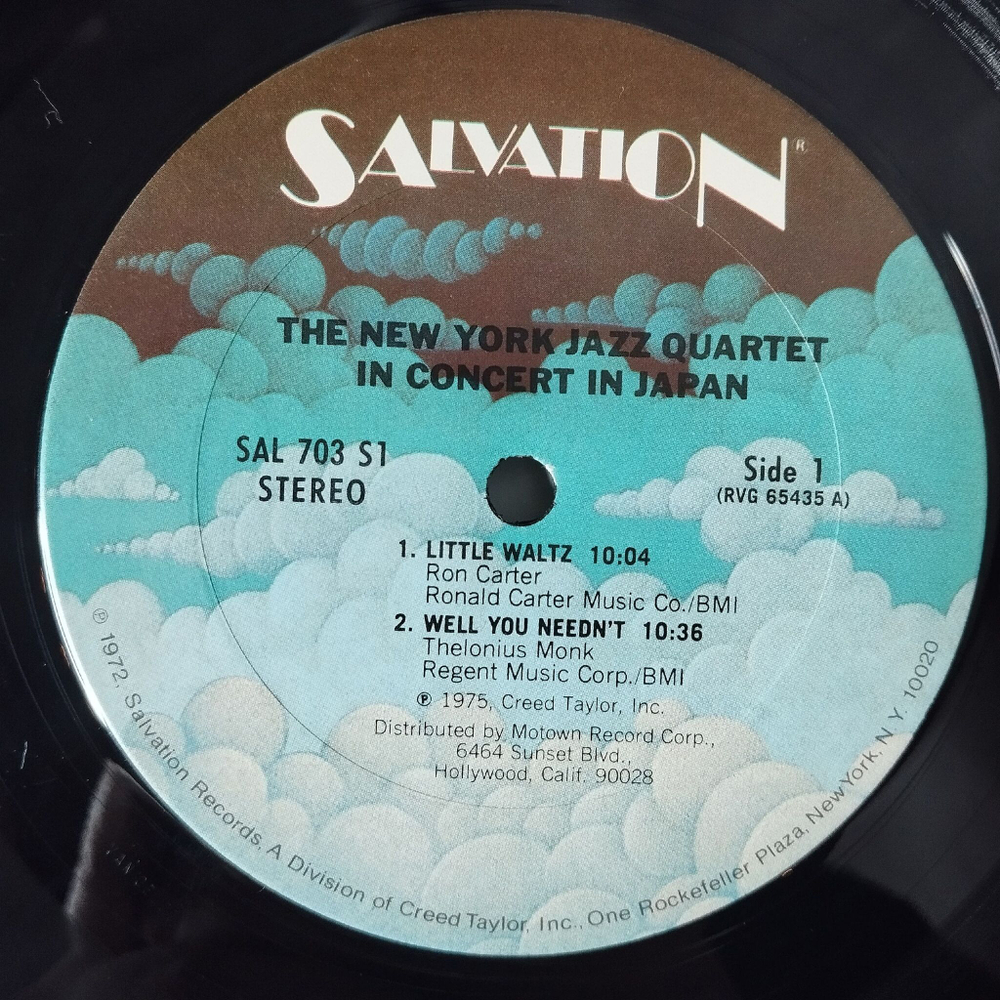 SALVATION®
THE NEW YORK JAZZ QUARTET
IN CONCERT IN JAPAN
SAL 703 S1
STEREO
Side 1
(RVG 65435 A)
1. LITTLE WALTZ 10:04
Ron Carter
Ronald Carter Music Co./BMI
2. WELL YOU NEEDN'T 10:36
Thelonius Monk
Regent Music Corp./BMI
℗ 1975, Creed Taylor, Inc.
Distributed by Motown Record Corp.,
6464 Sunset Blvd.,
Hollywood, Calif. 90028
℗ 1972, Salvation Records, A Division of Creed Taylor, Inc., One Rockefeller Plaza, New York, N.Y. 10020